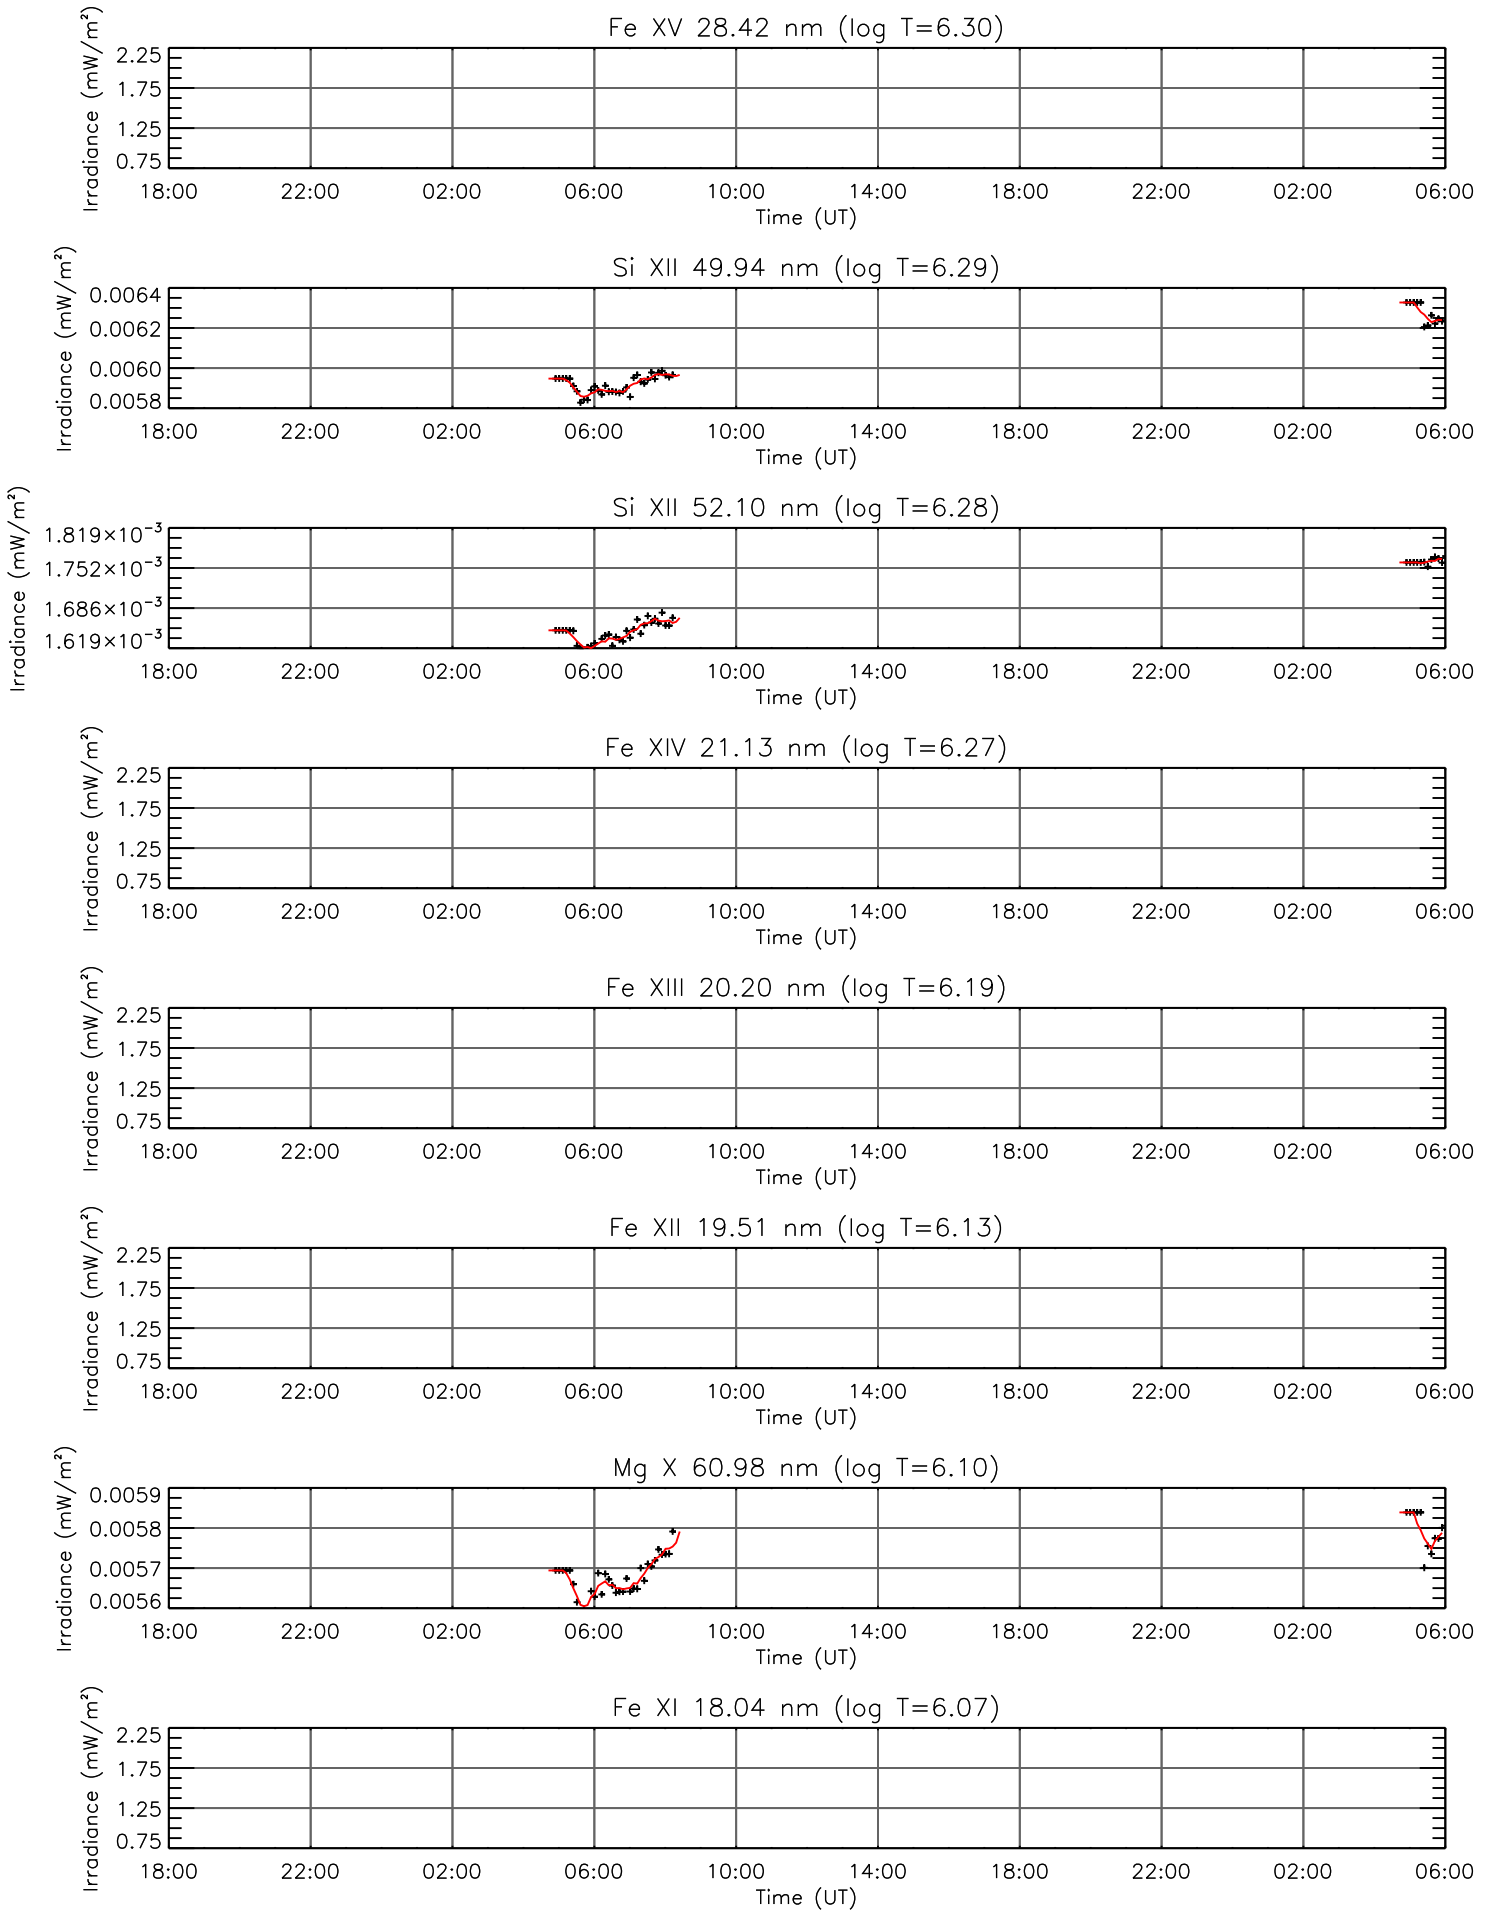 Fe XV 28.42 nm (log T=6.30)
Irradiance (mW/m²)
2.25
1.75
1.25
0.75
18:00 22:00 02:00 06:00 10:00 14:00 18:00 22:00 02:00 06:00
Time (UT)
Si XII 49.94 nm (log T=6.29)
Irradiance (mW/m²)
0.0064
0.0062
0.0060
0.0058
18:00 22:00 02:00 06:00 10:00 14:00 18:00 22:00 02:00 06:00
Time (UT)
Si XII 52.10 nm (log T=6.28)
Irradiance (mW/m²)
1.819×10⁻³
1.752×10⁻³
1.686×10⁻³
1.619×10⁻³
18:00 22:00 02:00 06:00 10:00 14:00 18:00 22:00 02:00 06:00
Time (UT)
Fe XIV 21.13 nm (log T=6.27)
Irradiance (mW/m²)
2.25
1.75
1.25
0.75
18:00 22:00 02:00 06:00 10:00 14:00 18:00 22:00 02:00 06:00
Time (UT)
Fe XIII 20.20 nm (log T=6.19)
Irradiance (mW/m²)
2.25
1.75
1.25
0.75
18:00 22:00 02:00 06:00 10:00 14:00 18:00 22:00 02:00 06:00
Time (UT)
Fe XII 19.51 nm (log T=6.13)
Irradiance (mW/m²)
2.25
1.75
1.25
0.75
18:00 22:00 02:00 06:00 10:00 14:00 18:00 22:00 02:00 06:00
Time (UT)
Mg X 60.98 nm (log T=6.10)
Irradiance (mW/m²)
0.0059
0.0058
0.0057
0.0056
18:00 22:00 02:00 06:00 10:00 14:00 18:00 22:00 02:00 06:00
Time (UT)
Fe XI 18.04 nm (log T=6.07)
Irradiance (mW/m²)
2.25
1.75
1.25
0.75
18:00 22:00 02:00 06:00 10:00 14:00 18:00 22:00 02:00 06:00
Time (UT)